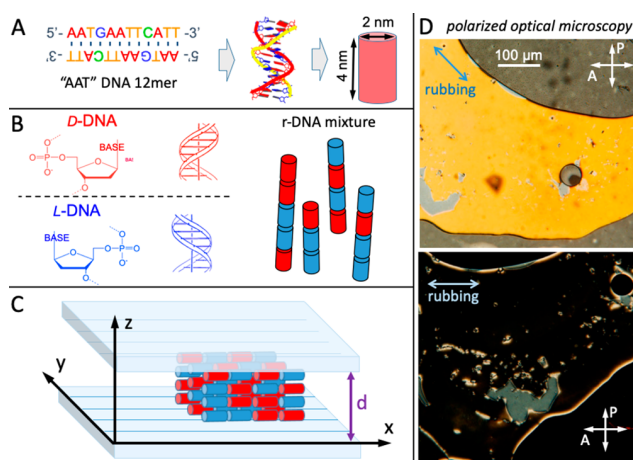 A
5'- AATGAATTCATT -3'
5'- AATGAATTCATT -3'
"AAT" DNA 12mer
2 nm
4 nm
B
D-DNA
BASE
O
O
P
O
O-
O
O
r-DNA mixture
L-DNA
BASE
O
O
P
O
O-
O
O
C
z
y
x
d
D
polarized optical microscopy
100 µm
rubbing
P
A
rubbing
P
A